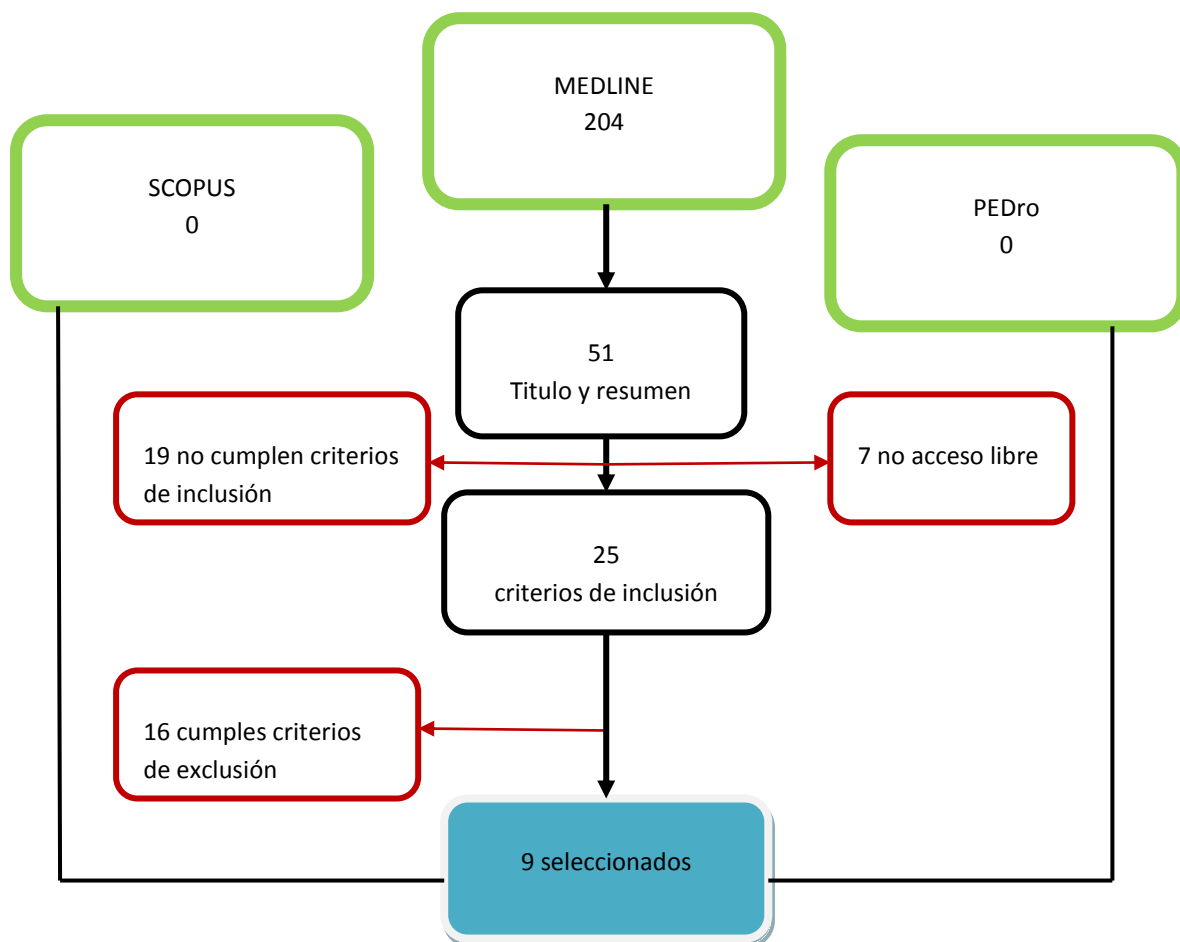 MEDLINE
204
SCOPUS
0
PEDro
0
51
Titulo y resumen
19 no cumplen criterios
de inclusión
7 no acceso libre
25
criterios de inclusión
16 cumples criterios
de exclusión
9 seleccionados